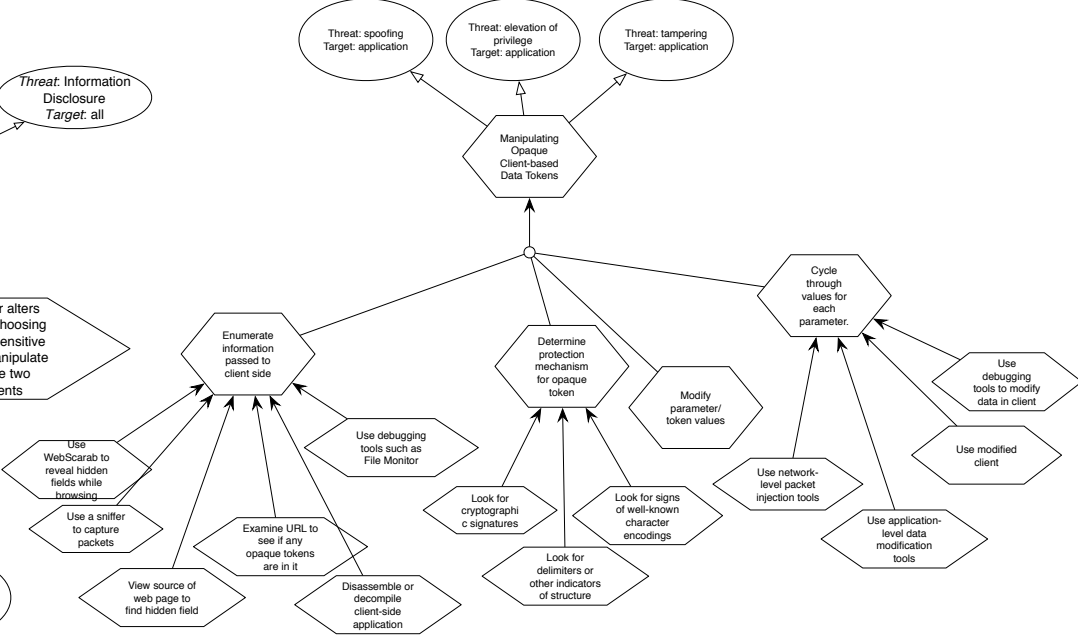 Threat: spoofing
Target: application
Threat: elevation of
privilege
Target: application
Threat: tampering
Target: application
Threat: Information
Disclosure
Target: all
Manipulating
Opaque
Client-based
Data Tokens
Cycle
through
values for
each
parameter.
r alters
hoosing
ensitive
anipulate
e two
ents
Enumerate
information
passed to
client side
Determine
protection
mechanism
for opaque
token
Modify
parameter/
token values
Use
debugging
tools to modify
data in client
Use debugging
tools such as
File Monitor
Use
WebScarab to
reveal hidden
fields while
browsing
Use modified
client
Use network-
level packet
injection tools
Look for
cryptographi
c signatures
Look for signs
of well-known
character
encodings
Use a sniffer
to capture
packets
Examine URL to
see if any
opaque tokens
are in it
Use application-
level data
modification
tools
Look for
delimiters or
other indicators
of structure
View source of
web page to
find hidden field
Disassemble or
decompile
client-side
application